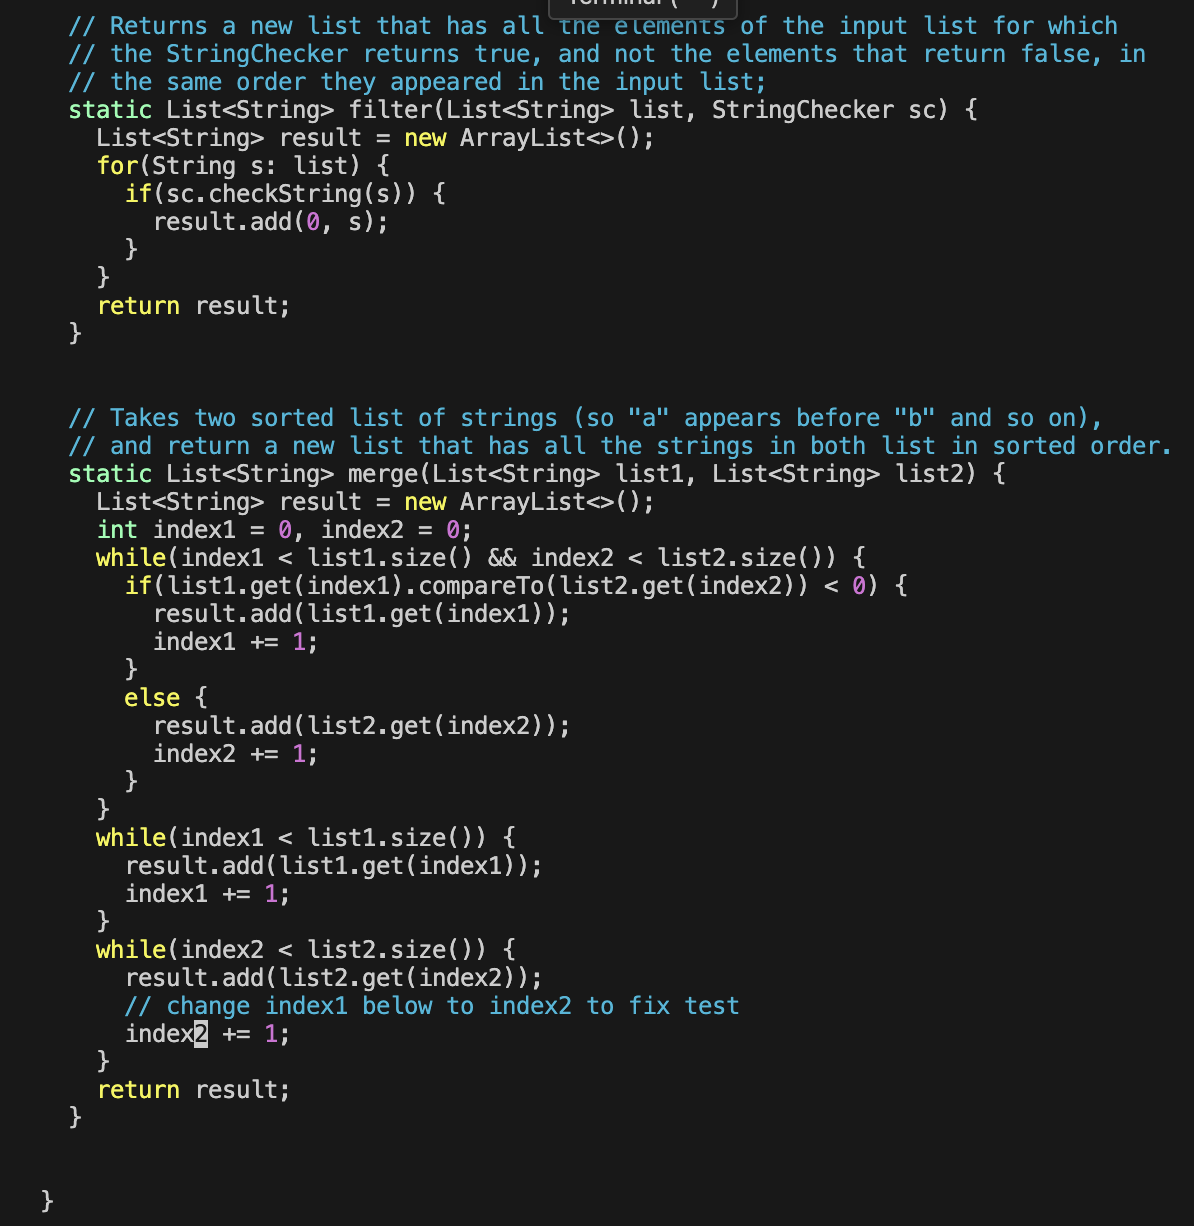 // Returns a new list that has all the elements of the input list for which
// the StringChecker returns true, and not the elements that return false, in
// the same order they appeared in the input list;
static List<String> filter(List<String> list, StringChecker sc) {
  List<String> result = new ArrayList<>();
  for(String s: list) {
    if(sc.checkString(s)) {
      result.add(0, s);
    }
  }
  return result;
}
// Takes two sorted list of strings (so "a" appears before "b" and so on),
// and return a new list that has all the strings in both list in sorted order.
static List<String> merge(List<String> list1, List<String> list2) {
  List<String> result = new ArrayList<>();
  int index1 = 0, index2 = 0;
  while(index1 < list1.size() && index2 < list2.size()) {
    if(list1.get(index1).compareTo(list2.get(index2)) < 0) {
      result.add(list1.get(index1));
      index1 += 1;
    }
    else {
      result.add(list2.get(index2));
      index2 += 1;
    }
  }
  while(index1 < list1.size()) {
    result.add(list1.get(index1));
    index1 += 1;
  }
  while(index2 < list2.size()) {
    result.add(list2.get(index2));
    // change index1 below to index2 to fix test
    index2 += 1;
  }
  return result;
}
}